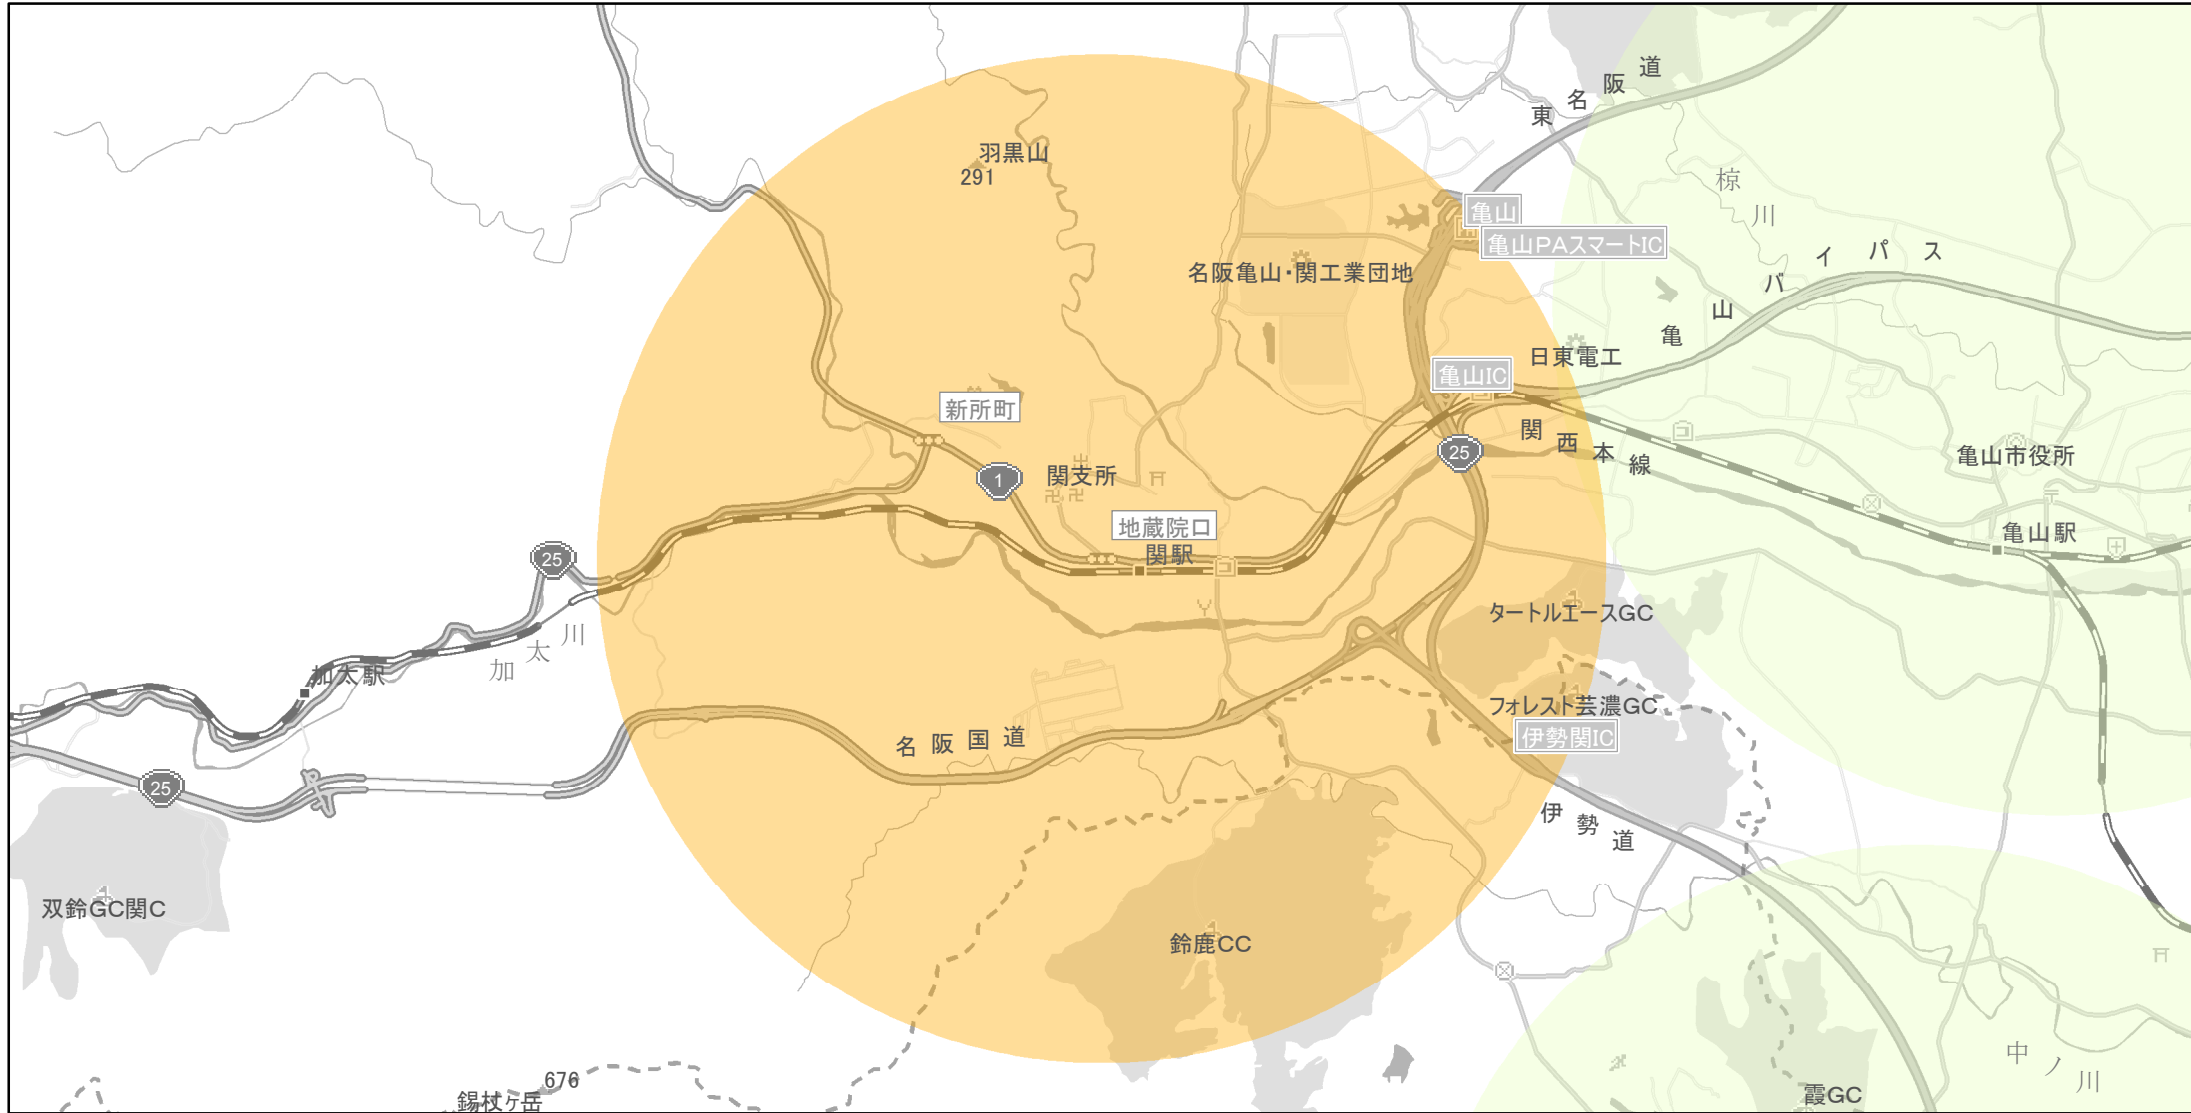 東名阪道
羽黒山
291
椋川
亀山
亀山PAスマートIC
名阪亀山・関工業団地
亀山バイパス
日東電工
亀山IC
新所町
関西本線
25
亀山市役所
1
関支所
地蔵院口
関駅
亀山駅
25
タートルエースGC
加太川
加太駅
フォレスト芸濃GC
伊勢関IC
名阪国道
25
伊勢道
双鈴GC関C
鈴鹿CC
中ノ川
676
錫杖ヶ岳
霞GC